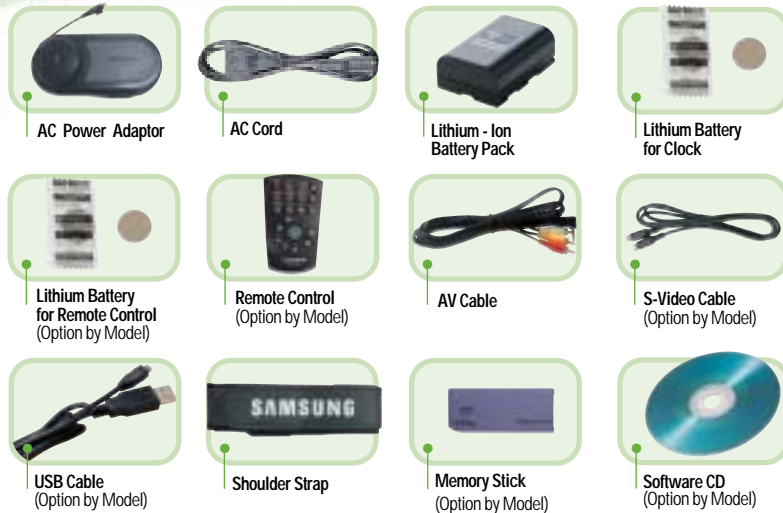 AC Power Adaptor
AC Cord
Lithium - Ion
Battery Pack
Lithium Battery
for Clock
Lithium Battery
for Remote Control
(Option by Model)
Remote Control
(Option by Model)
AV Cable
S-Video Cable
(Option by Model)
USB Cable
(Option by Model)
SAMSUNG
Shoulder Strap
Memory Stick
(Option by Model)
Software CD
(Option by Model)